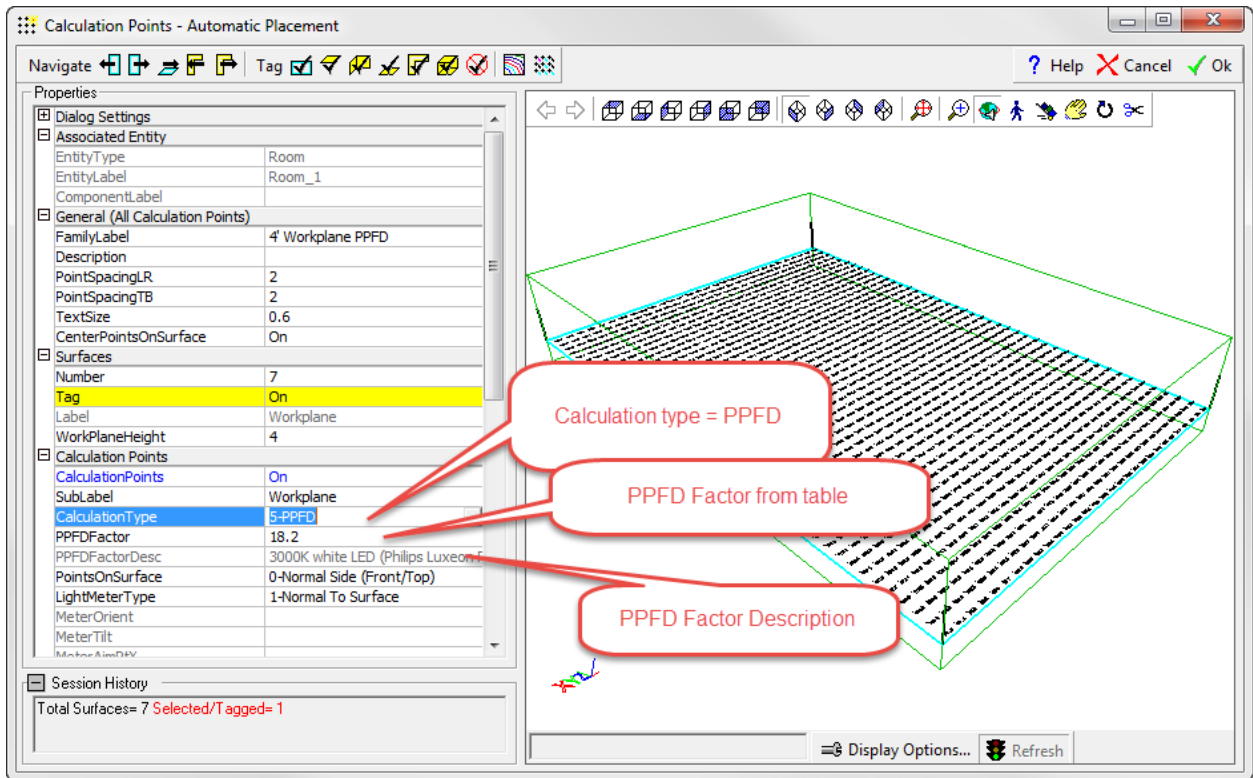 Calculation Points - Automatic Placement
Navigate Tag Help Cancel Ok
Properties
Dialog Settings
Associated Entity
EntityType Room
EntityLabel Room_1
ComponentLabel
General (All Calculation Points)
FamilyLabel 4' Workplane PPFD
Description
PointSpacingLR 2
PointSpacingTB 2
TextSize 0.6
CenterPointsOnSurface On
Surfaces
Number 7
Tag On
Label Workplane
WorkPlaneHeight 4
Calculation Points
CalculationPoints On
SubLabel Workplane
CalculationType 5-PPFD
PPFDFactor 18.2
PPFDFactorDesc 3000K white LED (Philips Luxeon
PointsOnSurface 0-Normal Side (Front/Top)
LightMeterType 1-Normal To Surface
MeterOrient
MeterTilt
Calculation type = PPFD
PPFD Factor from table
PPFD Factor Description
Session History
Total Surfaces= 7 Selected/Tagged= 1
Display Options... Refresh